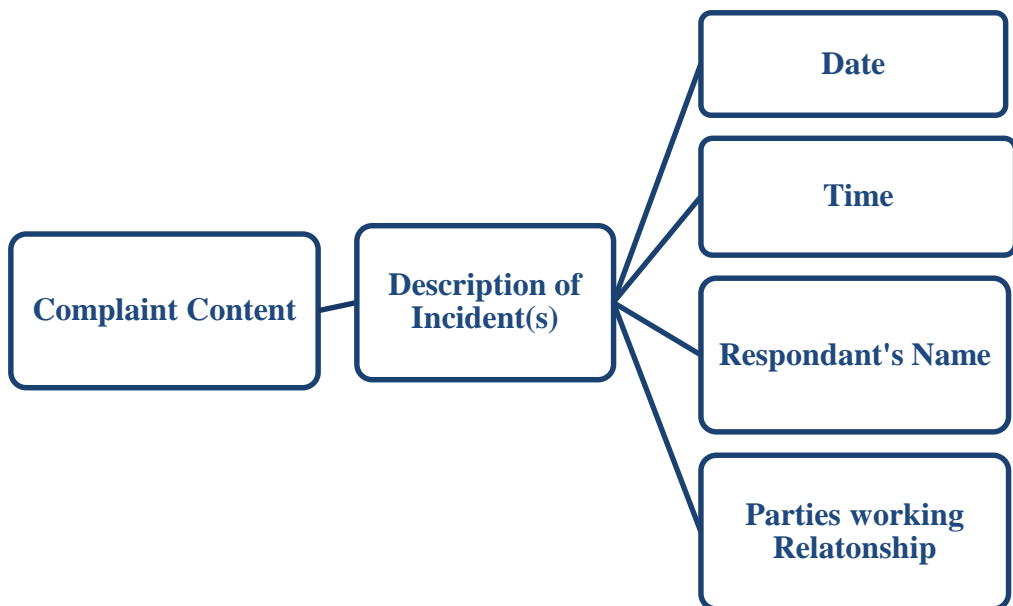 Complaint Content
Description of
Incident(s)
Date
Time
Respondant's Name
Parties working
Relatonship